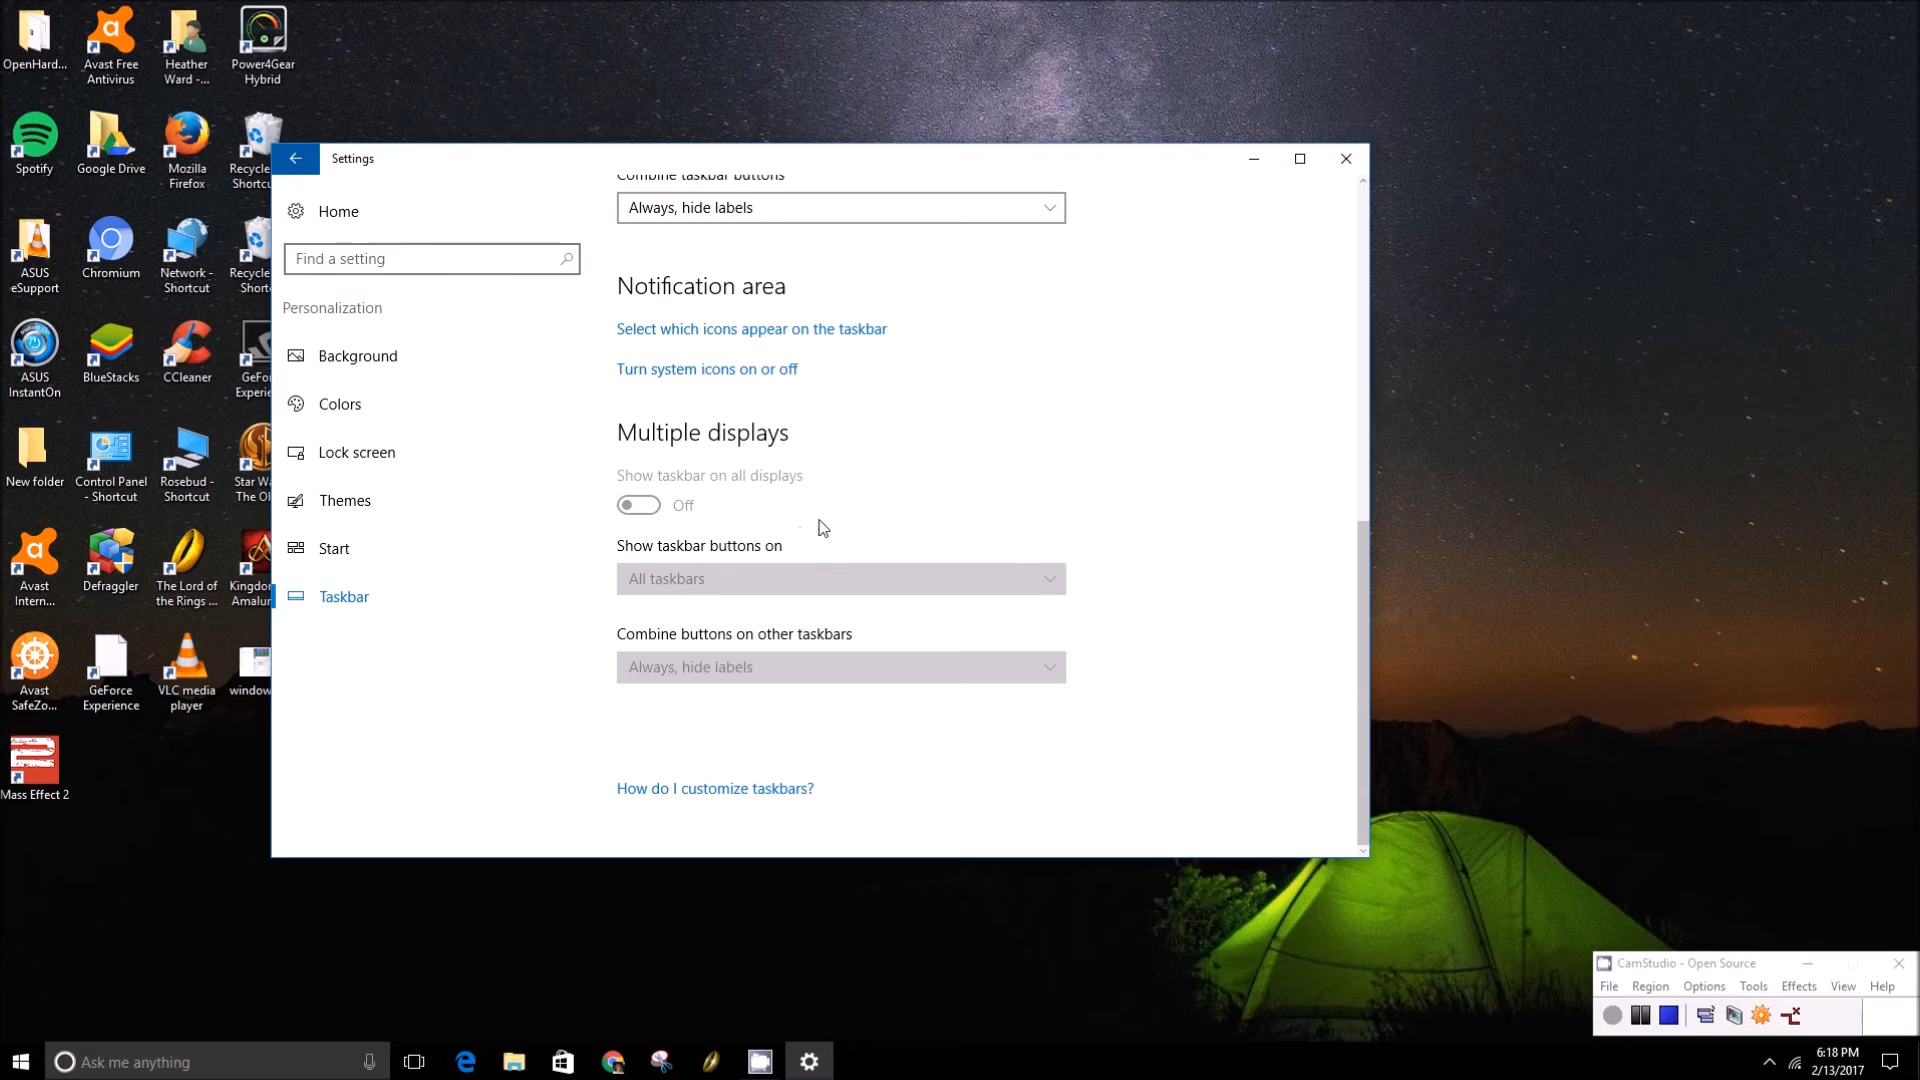 OpenHard...
Avast Free
Antivirus
Heather
Ward -...
Power4Gear
Hybrid
Spotify
Google Drive
Mozilla
Firefox
Recycle
Shortcu
ASUS
eSupport
Chromium
Network -
Shortcut
Recycle
Shortc
ASUS
InstantOn
BlueStacks
CCleaner
GeFor
Experie
New folder
Control Panel
- Shortcut
Rosebud -
Shortcut
Star Wa
The Ol
Avast
Intern...
Defraggler
The Lord of
the Rings ...
Kingdom
Amalur
Avast
SafeZo...
GeForce
Experience
VLC media
player
window
Mass Effect 2
Settings
Home
Find a setting
Personalization
Background
Colors
Lock screen
Themes
Start
Taskbar
Combine taskbar buttons
Always, hide labels
Notification area
Select which icons appear on the taskbar
Turn system icons on or off
Multiple displays
Show taskbar on all displays
Off
Show taskbar buttons on
All taskbars
Combine buttons on other taskbars
Always, hide labels
How do I customize taskbars?
CamStudio - Open Source
File Region Options Tools Effects View Help
Ask me anything
6:18 PM
2/13/2017